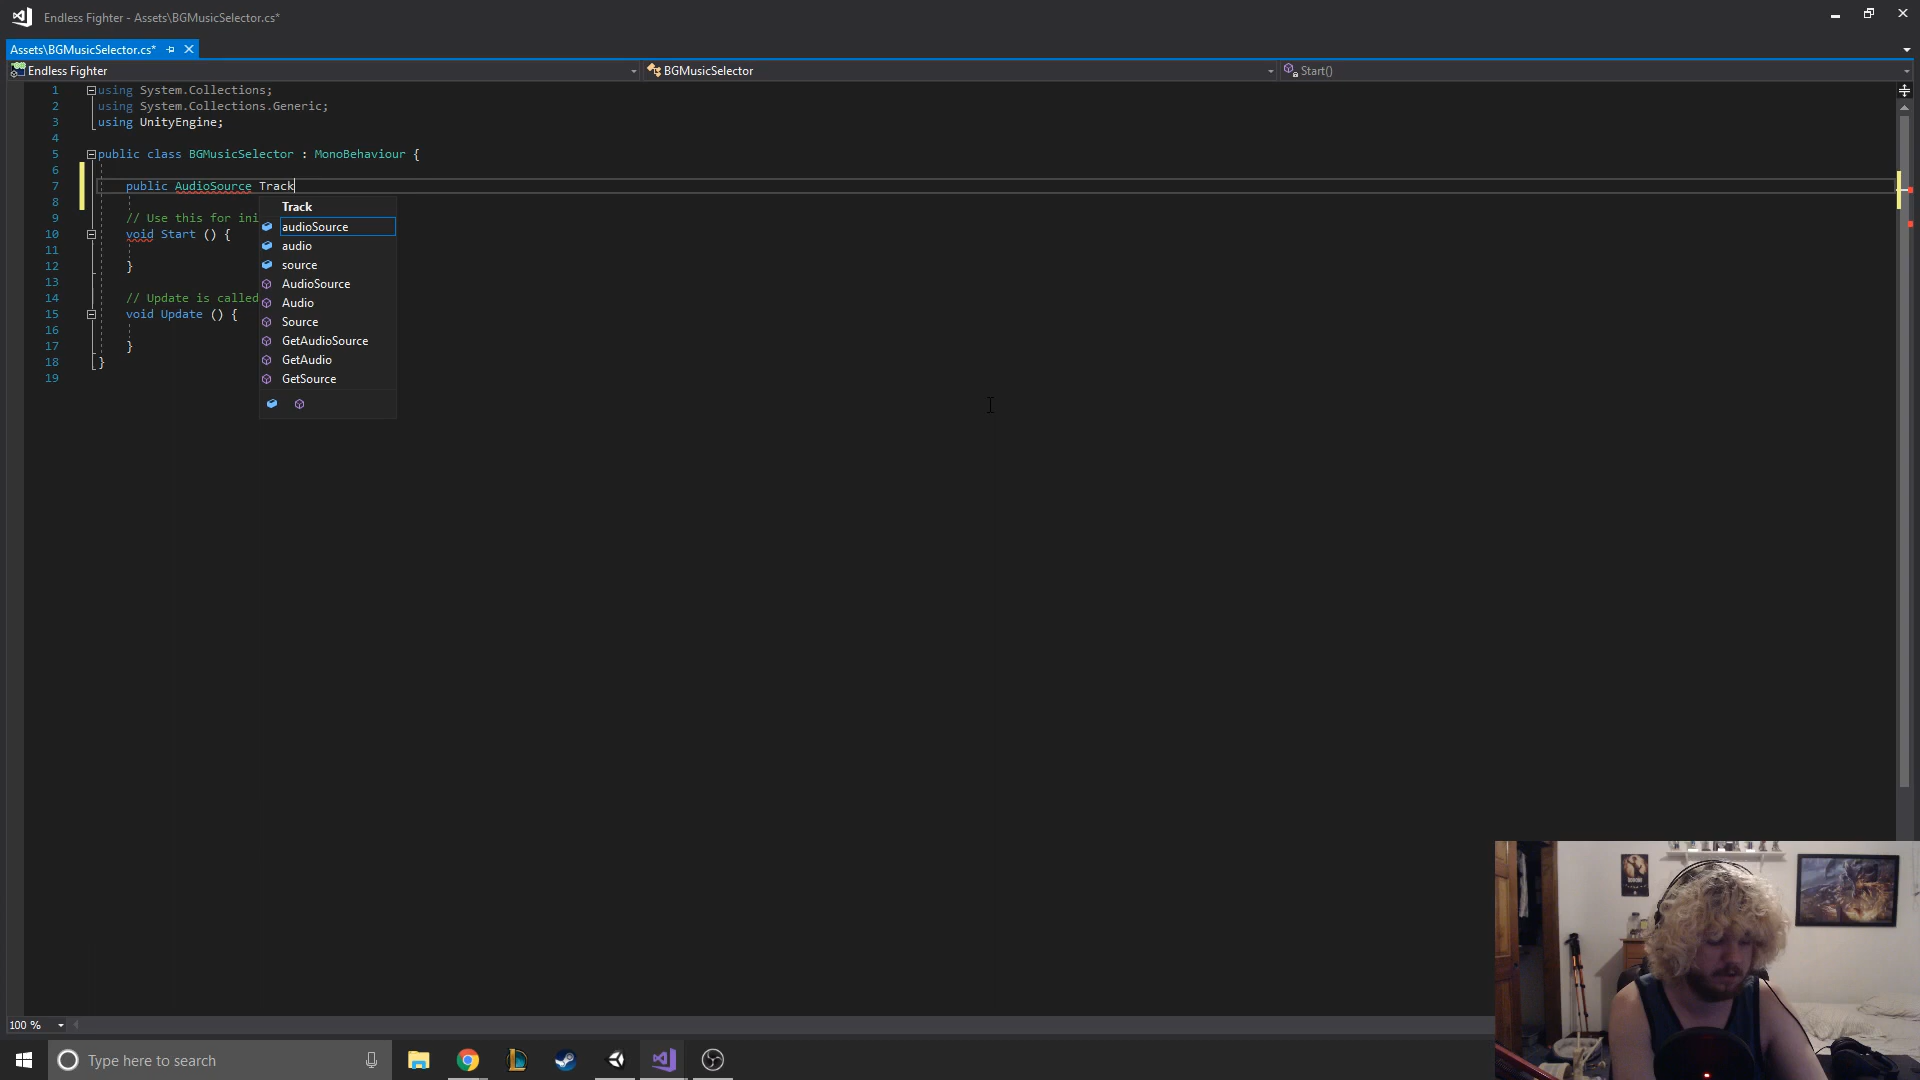 Endless Fighter - Assets\BGMusicSelector.cs*
Assets\BGMusicSelector.cs*
Endless Fighter
BGMusicSelector
Start()
1 using System.Collections;
2 using System.Collections.Generic;
3 using UnityEngine;
4
5 public class BGMusicSelector : MonoBehaviour {
6
7 public AudioSource Track
8
9 // Use this for ini
10 void Start () {
11
12 }
13
14 // Update is called
15 void Update () {
16
17 }
18 }
19
Track
audioSource
audio
source
AudioSource
Audio
Source
GetAudioSource
GetAudio
GetSource
100 %
Type here to search